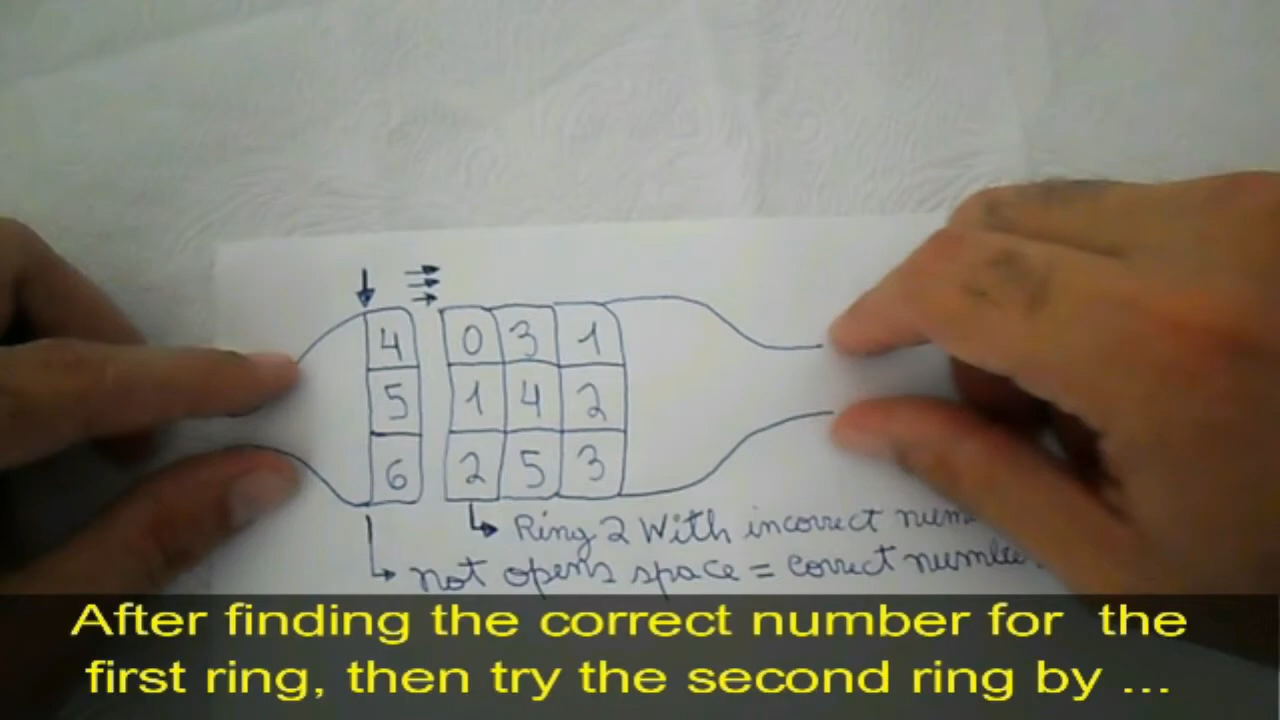 4 0 3 1
5 1 4 2
6 2 5 3
Ring 2 With incorrect
not opens space = correct
After finding the correct number for the
first ring, then try the second ring by ...